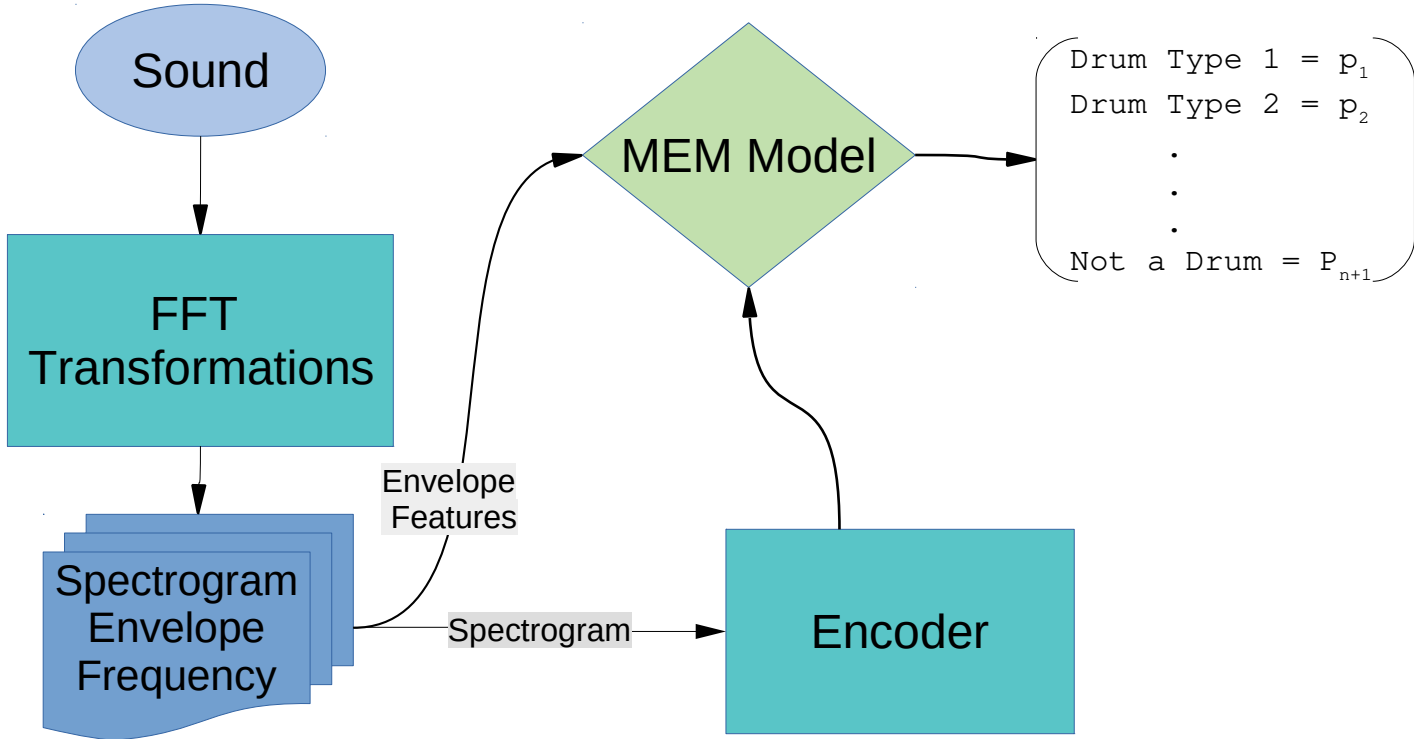 Sound
FFT
Transformations
Spectrogram
Envelope
Frequency
Envelope
Features
Spectrogram
Encoder
MEM Model
Drum Type 1 = p₁
Drum Type 2 = p₂
.
.
.
Not a Drum = Pₙ₊₁